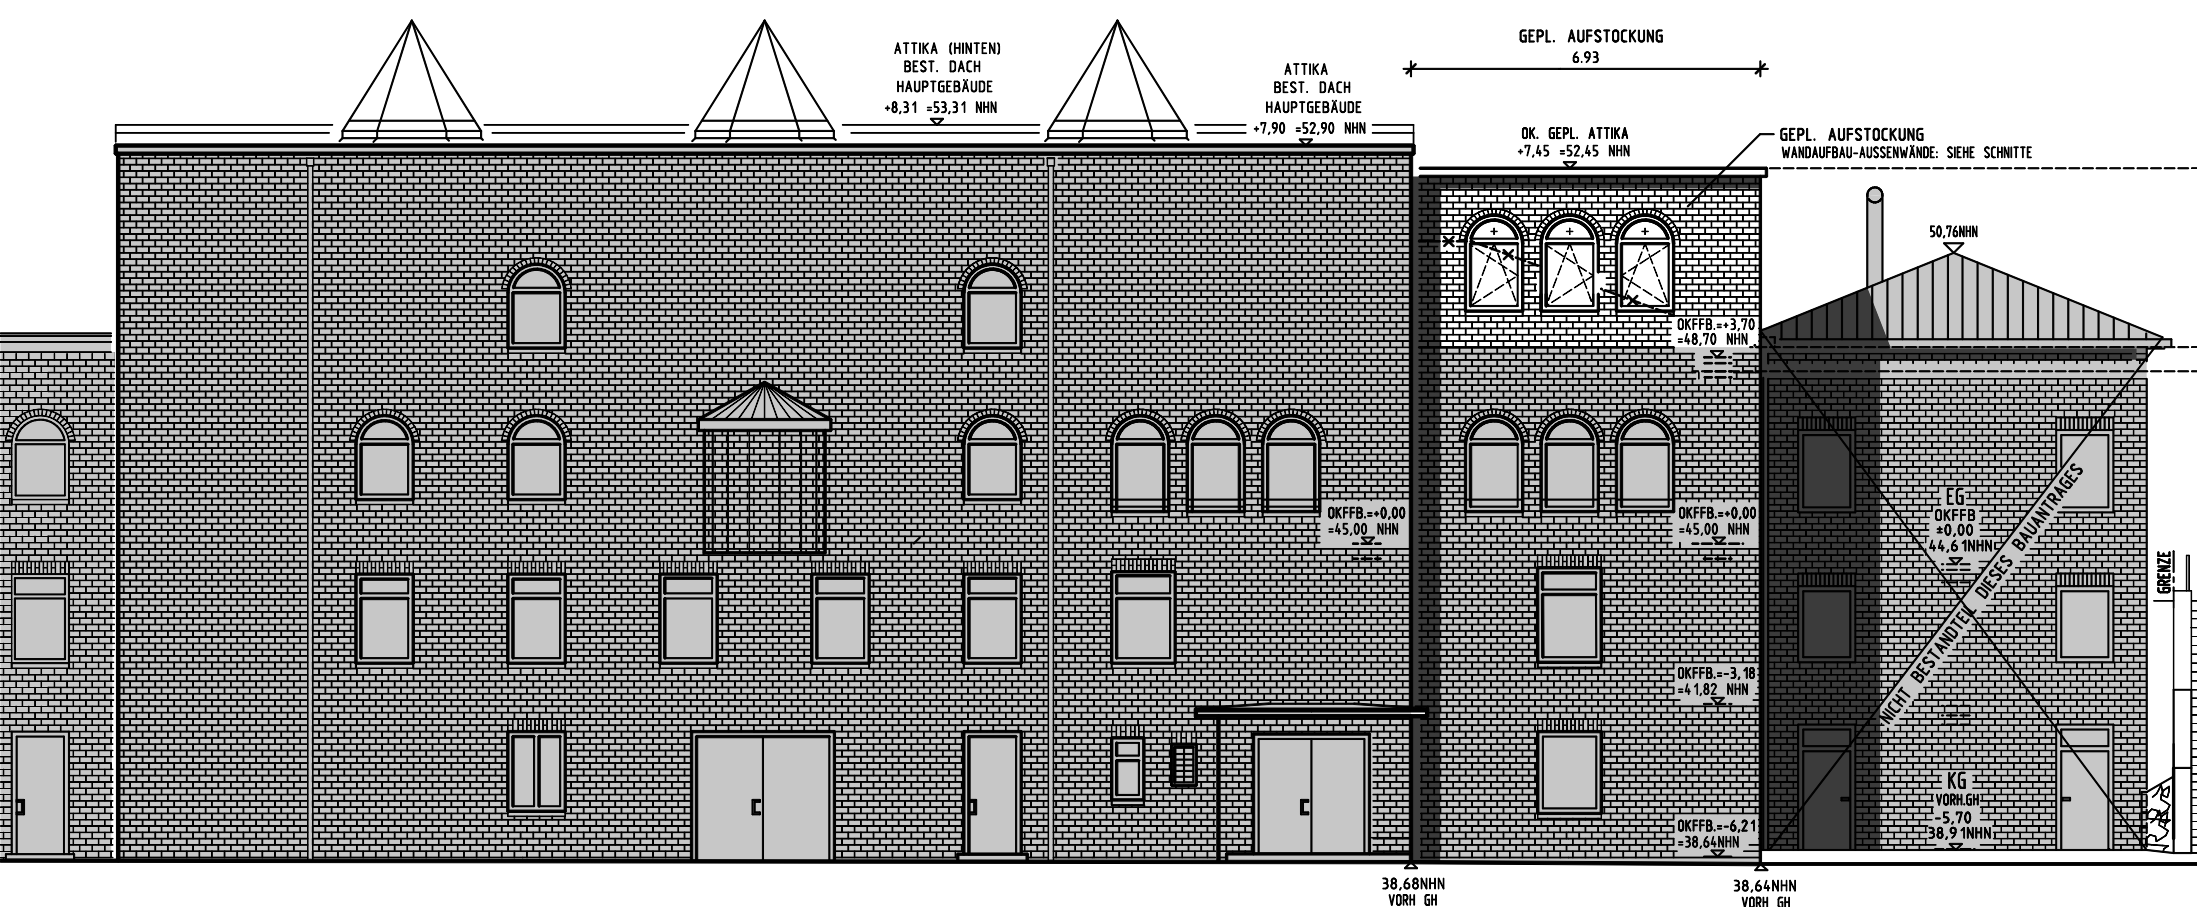 ATTIKA (HINTEN)
BEST. DACH
HAUPTGEBÄUDE
+8,31 =53,31 NHN
ATTIKA
BEST. DACH
HAUPTGEBÄUDE
+7,90 =52,90 NHN
GEPL. AUFSTOCKUNG
6.93
OK. GEPL. ATTIKA
+7,45 =52,45 NHN
GEPL. AUFSTOCKUNG
WANDAUFBAU-AUSSENWÄNDE: SIEHE SCHNITTE
50,76NHN
OKFFB.=+3,70
=48,70 NHN
OKFFB.=+0,00
=45,00 NHN
OKFFB.=+0,00
=45,00 NHN
EG
OKFFB
±0,00
44,61NHN
NICHT BESTANDTEIL DIESES BAUANTRAGES
GRENZE
OKFFB.=-3,18
=41,82 NHN
KG
VORH.GH
-5,70
38,91NHN
OKFFB.=-6,21
=38,64NHN
38,68NHN
VORH GH
38,64NHN
VORH GH